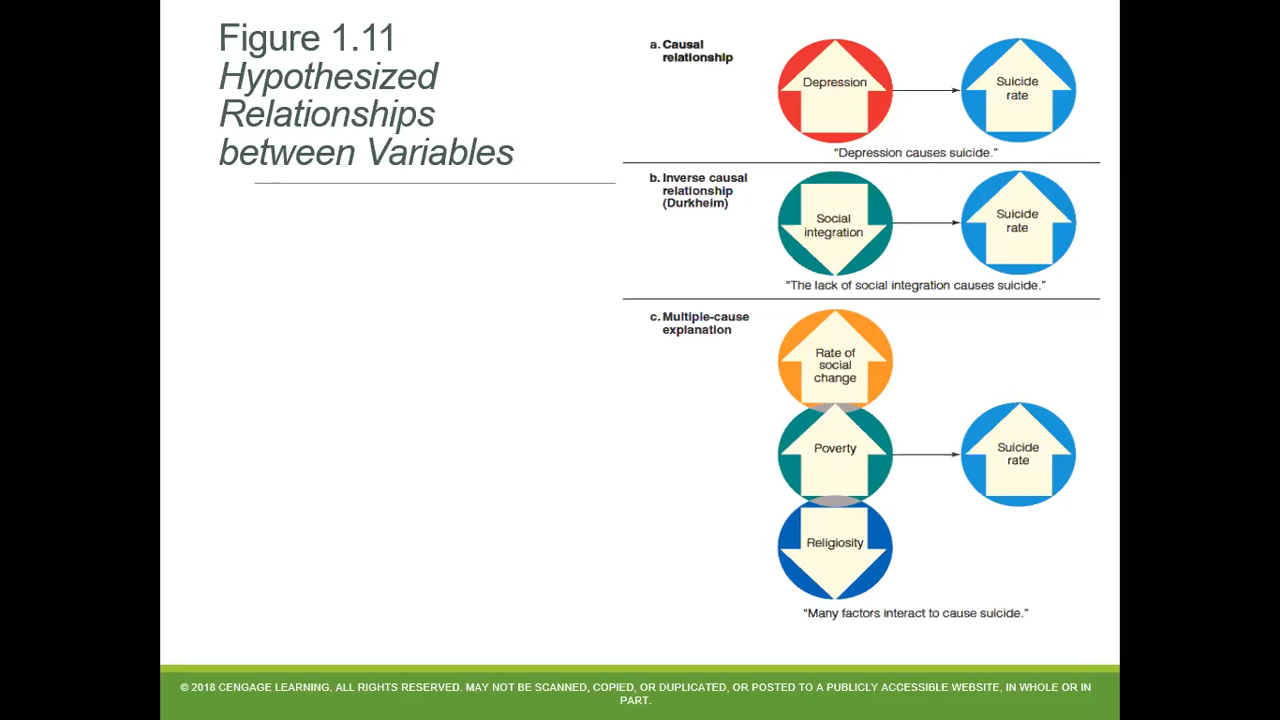 Figure 1.11
Hypothesized
Relationships
between Variables
a. Causal
relationship
Depression
Suicide
rate
"Depression causes suicide."
b. Inverse causal
relationship
(Durkheim)
Social
integration
Suicide
rate
"The lack of social integration causes suicide."
c. Multiple-cause
explanation
Rate of
social
change
Poverty
Suicide
rate
Religiosity
"Many factors interact to cause suicide."
© 2018 CENGAGE LEARNING. ALL RIGHTS RESERVED. MAY NOT BE SCANNED, COPIED, OR DUPLICATED, OR POSTED TO A PUBLICLY ACCESSIBLE WEBSITE, IN WHOLE OR IN
PART.